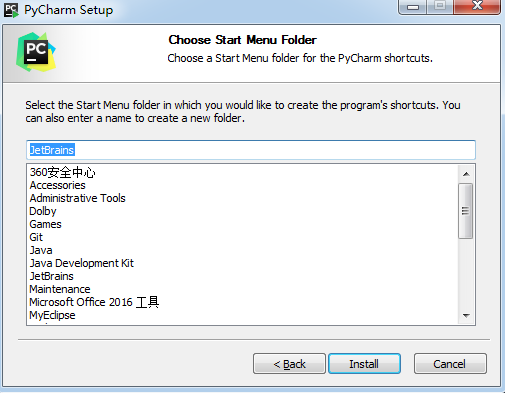 PyCharm Setup
PC
Choose Start Menu Folder
Choose a Start Menu folder for the PyCharm shortcuts.
Select the Start Menu folder in which you would like to create the program's shortcuts. You
can also enter a name to create a new folder.
JetBrains
360安全中心
Accessories
Administrative Tools
Dolby
Games
Git
Java
Java Development Kit
JetBrains
Maintenance
Microsoft Office 2016 工具
MyEclipse
< Back
Install
Cancel